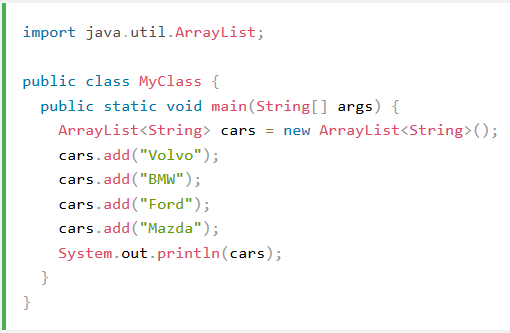 import java.util.ArrayList;
public class MyClass {
public static void main(String[] args) {
ArrayList<String> cars = new ArrayList<String>();
cars.add("Volvo");
cars.add("BMW");
cars.add("Ford");
cars.add("Mazda");
System.out.println(cars);
}
}